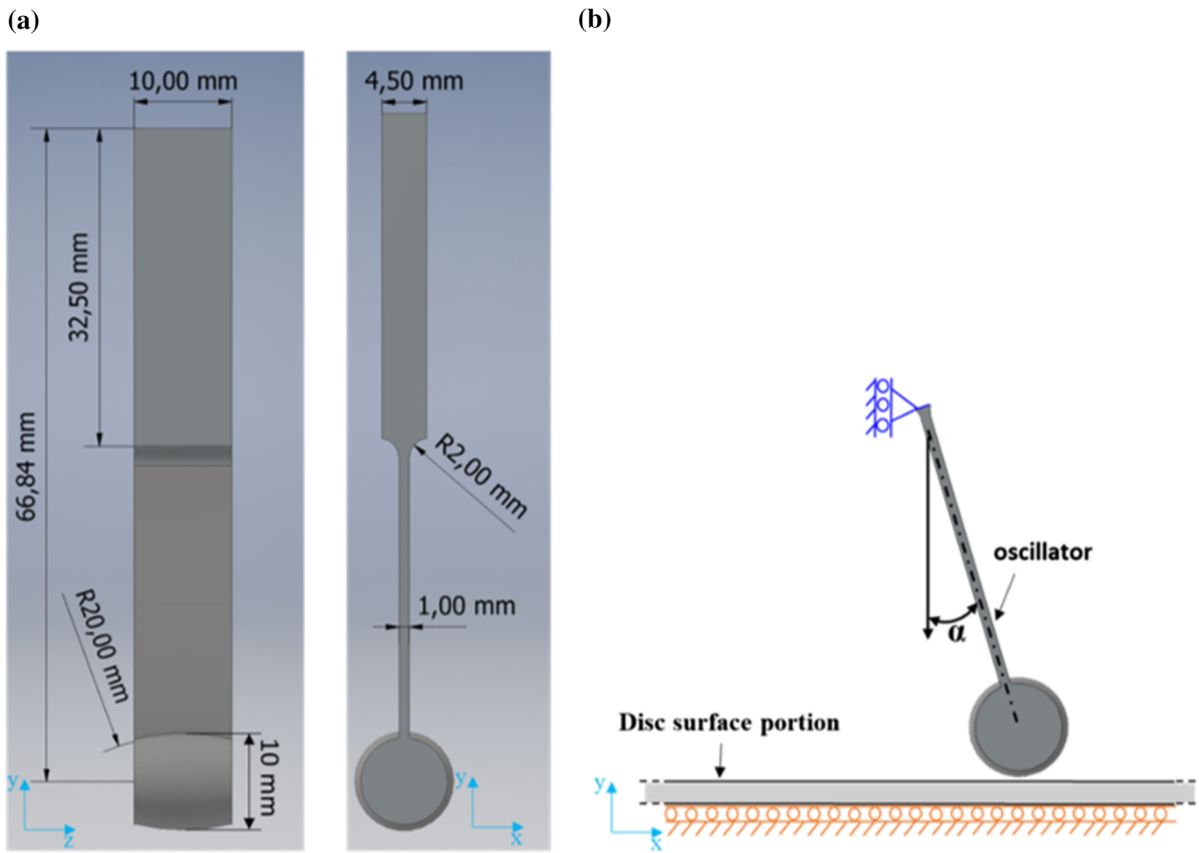 (a)
(b)
10,00 mm
4,50 mm
32,50 mm
66,84 mm
R2,00 mm
1,00 mm
R20,00 mm
10 mm
y
z
y
x
oscillator
α
Disc surface portion
y
x